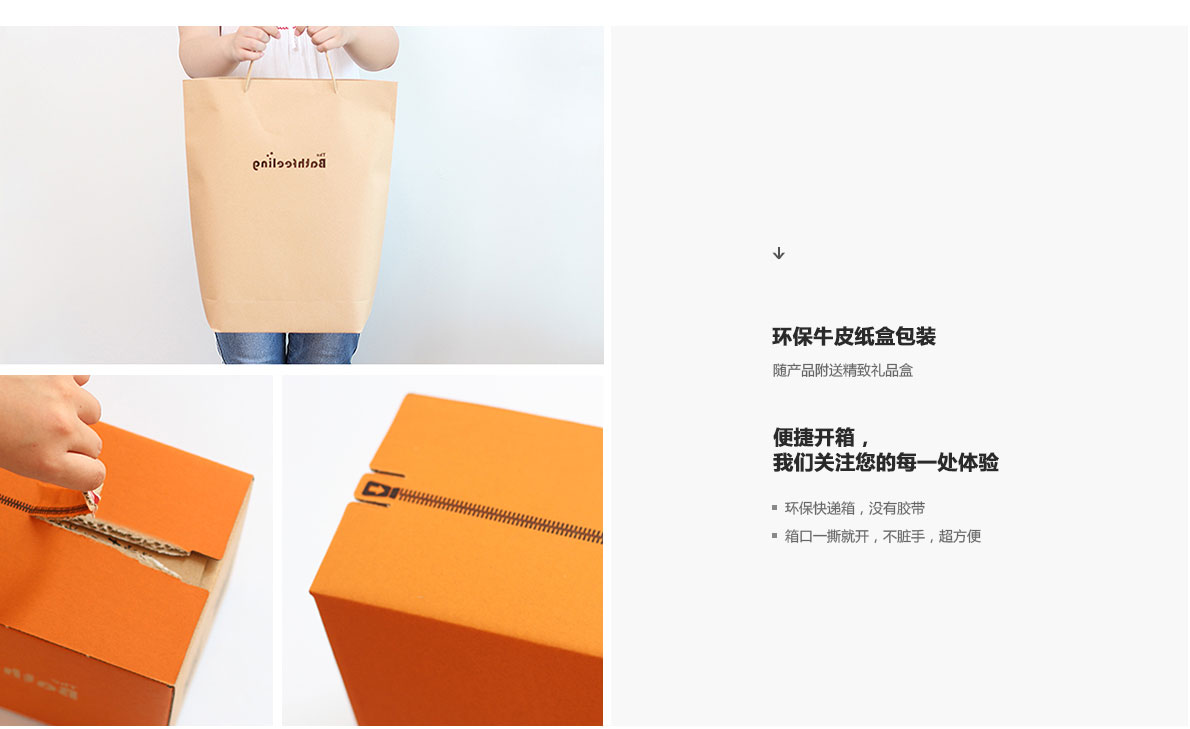 The
Bathfeeling
The
环保牛皮纸盒包装
随产品附送精致礼品盒
便捷开箱，
我们关注您的每一处体验
环保快递箱，没有胶带
箱口一撕就开，不脏手，超方便